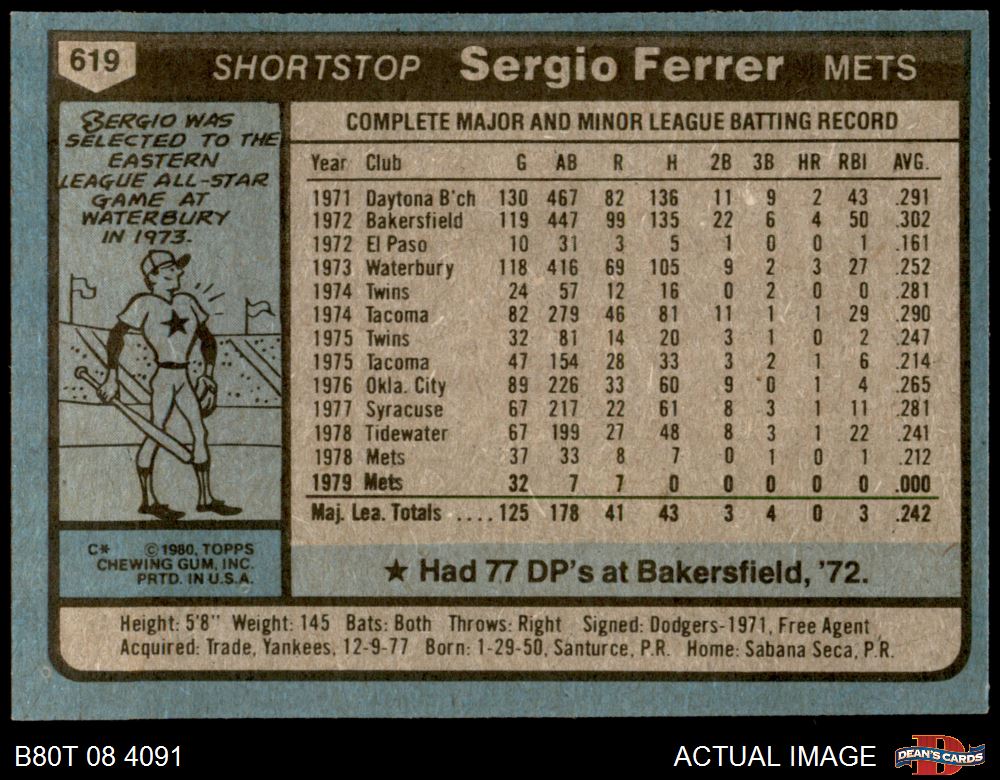 619 SHORTSTOP Sergio Ferrer METS
SERGIO WAS
SELECTED TO THE
EASTERN
LEAGUE ALL-STAR
GAME AT
WATERBURY
IN 1973.
C* © 1980, TOPPS
CHEWING GUM, INC.
PRTD. IN U.S.A.
COMPLETE MAJOR AND MINOR LEAGUE BATTING RECORD
Year Club G AB R H 2B 3B HR RBI AVG.
1971 Daytona B'ch 130 467 82 136 11 9 2 43 .291
1972 Bakersfield 119 447 99 135 22 6 4 50 .302
1972 El Paso 10 31 3 5 1 0 0 1 .161
1973 Waterbury 118 416 69 105 9 2 3 27 .252
1974 Twins 24 57 12 16 0 2 0 0 .281
1974 Tacoma 82 279 46 81 11 1 1 29 .290
1975 Twins 32 81 14 20 3 1 0 2 .247
1975 Tacoma 47 154 28 33 3 2 1 6 .214
1976 Okla. City 89 226 33 60 9 0 1 4 .265
1977 Syracuse 67 217 22 61 8 3 1 11 .281
1978 Tidewater 67 199 27 48 8 3 1 22 .241
1978 Mets 37 33 8 7 0 1 0 1 .212
1979 Mets 32 7 7 0 0 0 0 0 .000
Maj. Lea. Totals .... 125 178 41 43 3 4 0 3 .242
★ Had 77 DP's at Bakersfield, '72.
Height: 5'8" Weight: 145 Bats: Both Throws: Right Signed: Dodgers-1971, Free Agent
Acquired: Trade, Yankees, 12-9-77 Born: 1-29-50, Santurce, P.R. Home: Sabana Seca, P.R.
B80T 08 4091 ACTUAL IMAGE DEAN'S CARDS